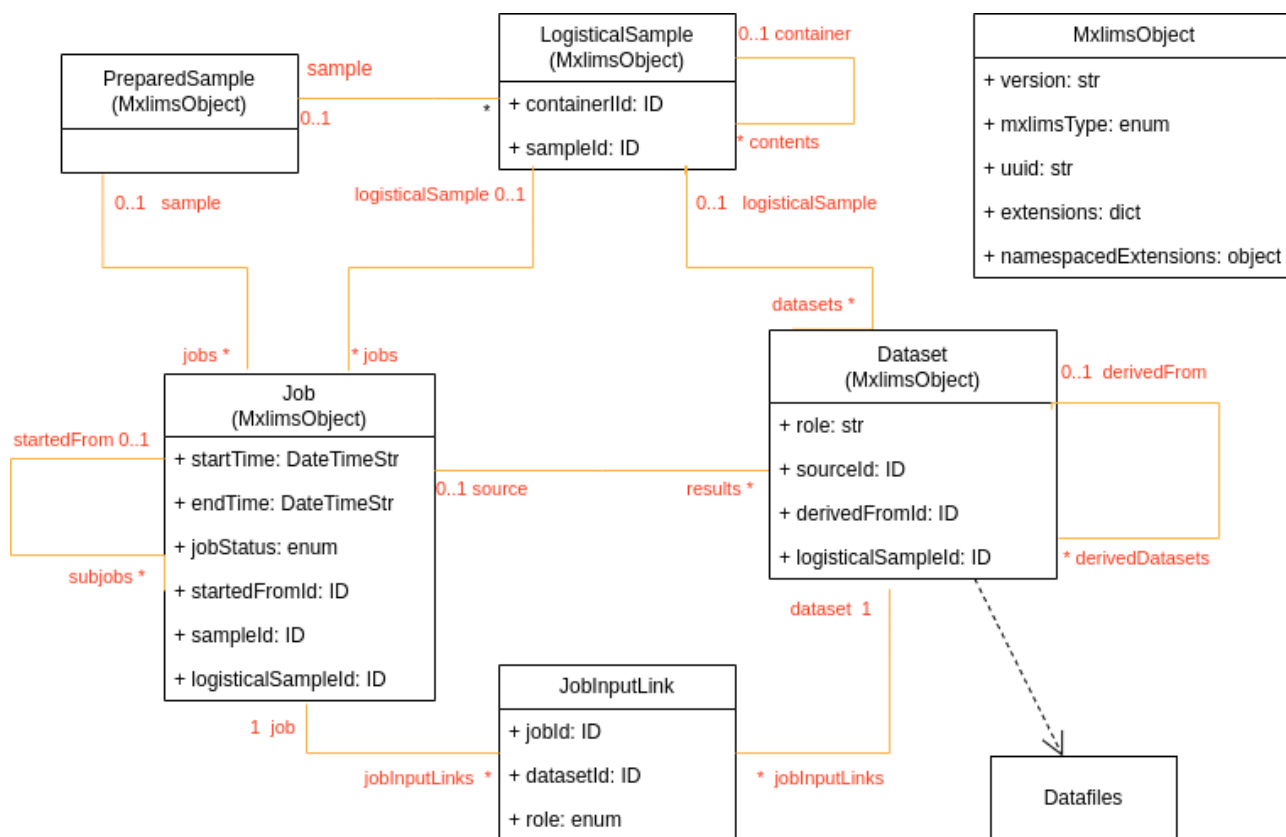 LogisticalSample
(MxlimsObject)
+ containerIId: ID
+ sampleId: ID
0..1 container
* contents
MxlimsObject
+ version: str
+ mxlimsType: enum
+ uuid: str
+ extensions: dict
+ namespacedExtensions: object
PreparedSample
(MxlimsObject)
sample
0..1
*
0..1 sample
logisticalSample 0..1
0..1 logisticalSample
jobs *
* jobs
datasets *
Job
(MxlimsObject)
+ startTime: DateTimeStr
+ endTime: DateTimeStr
+ jobStatus: enum
+ startedFromId: ID
+ sampleId: ID
+ logisticalSampleId: ID
startedFrom 0..1
subjobs *
0..1 source
results *
Dataset
(MxlimsObject)
+ role: str
+ sourceId: ID
+ derivedFromId: ID
+ logisticalSampleId: ID
0..1 derivedFrom
* derivedDatasets
dataset 1
1 job
jobInputLinks *
JobInputLink
+ jobId: ID
+ datasetId: ID
+ role: enum
* jobInputLinks
Datafiles